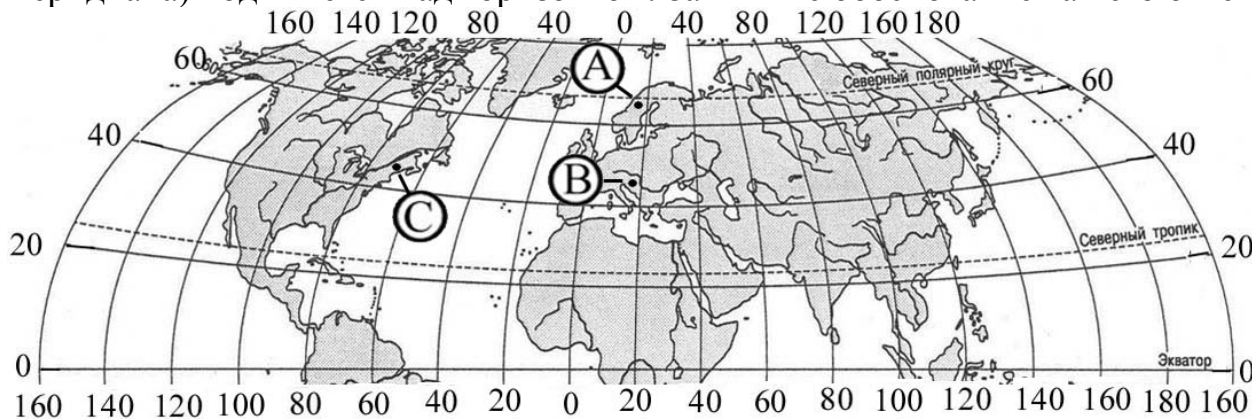 160 140 120 100 80 40 0 40 80 100 120 160 180
60 Северный полярный круг 60
A
40 40
B
C
Северный тропик
20 20
0 Экватор 0
160 140 120 100 80 60 40 20 0 20 40 60 80 100 120 140 160 180 160